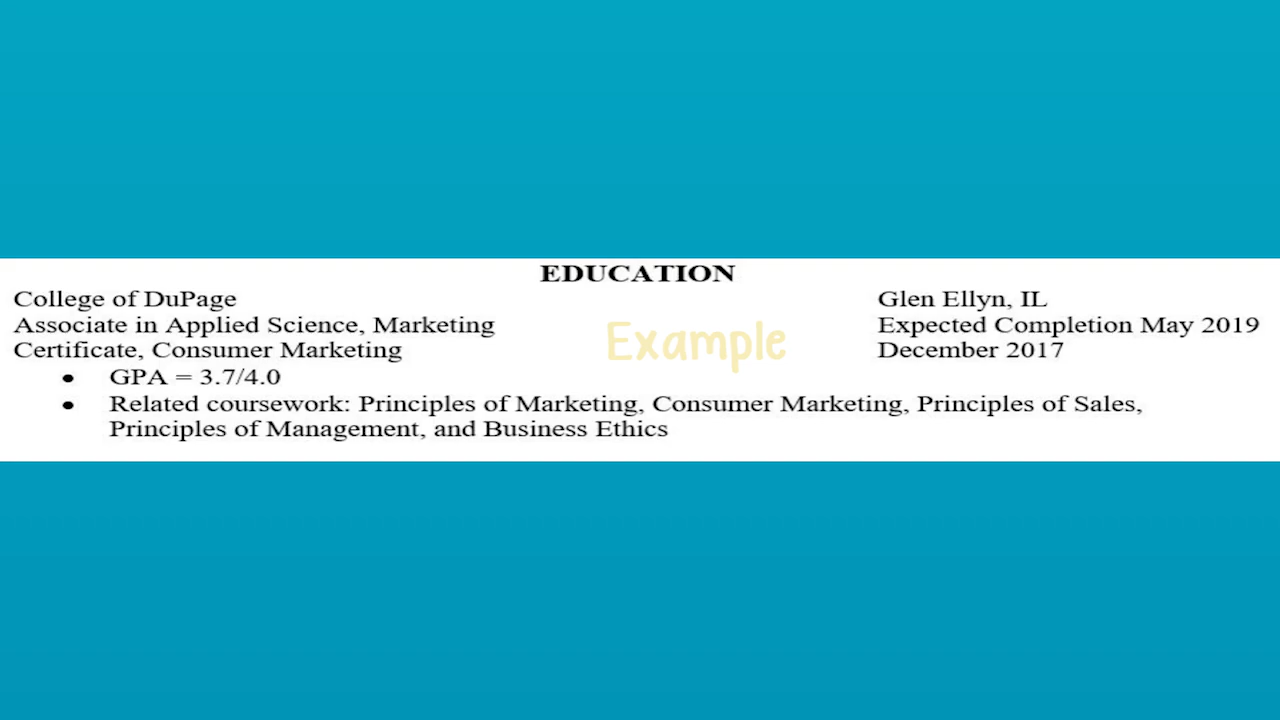 EDUCATION
College of DuPage Glen Ellyn, IL
Associate in Applied Science, Marketing Expected Completion May 2019
Certificate, Consumer Marketing December 2017
Example
• GPA = 3.7/4.0
• Related coursework: Principles of Marketing, Consumer Marketing, Principles of Sales,
Principles of Management, and Business Ethics